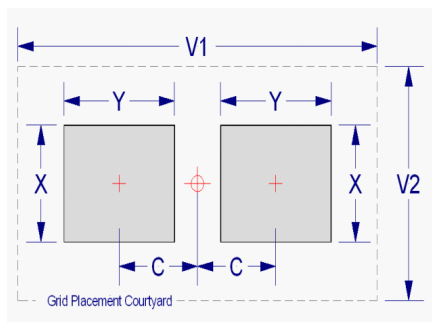 V1
Y Y
X X V2
C C
Grid Placement Courtyard